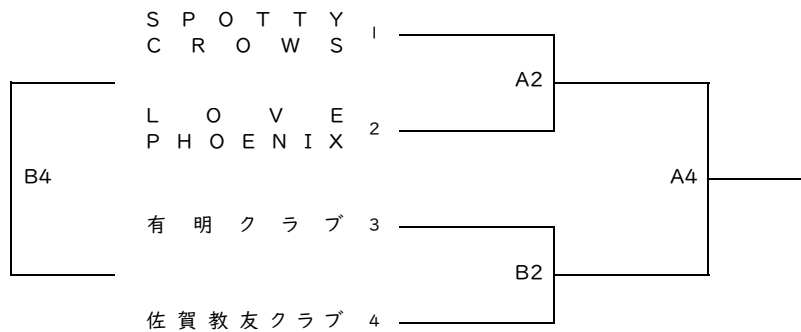 SPOTTY
CROWS 1
A2
LOVE
PHOENIX 2
B4
A4
有明クラブ 3
B2
佐賀教友クラブ 4